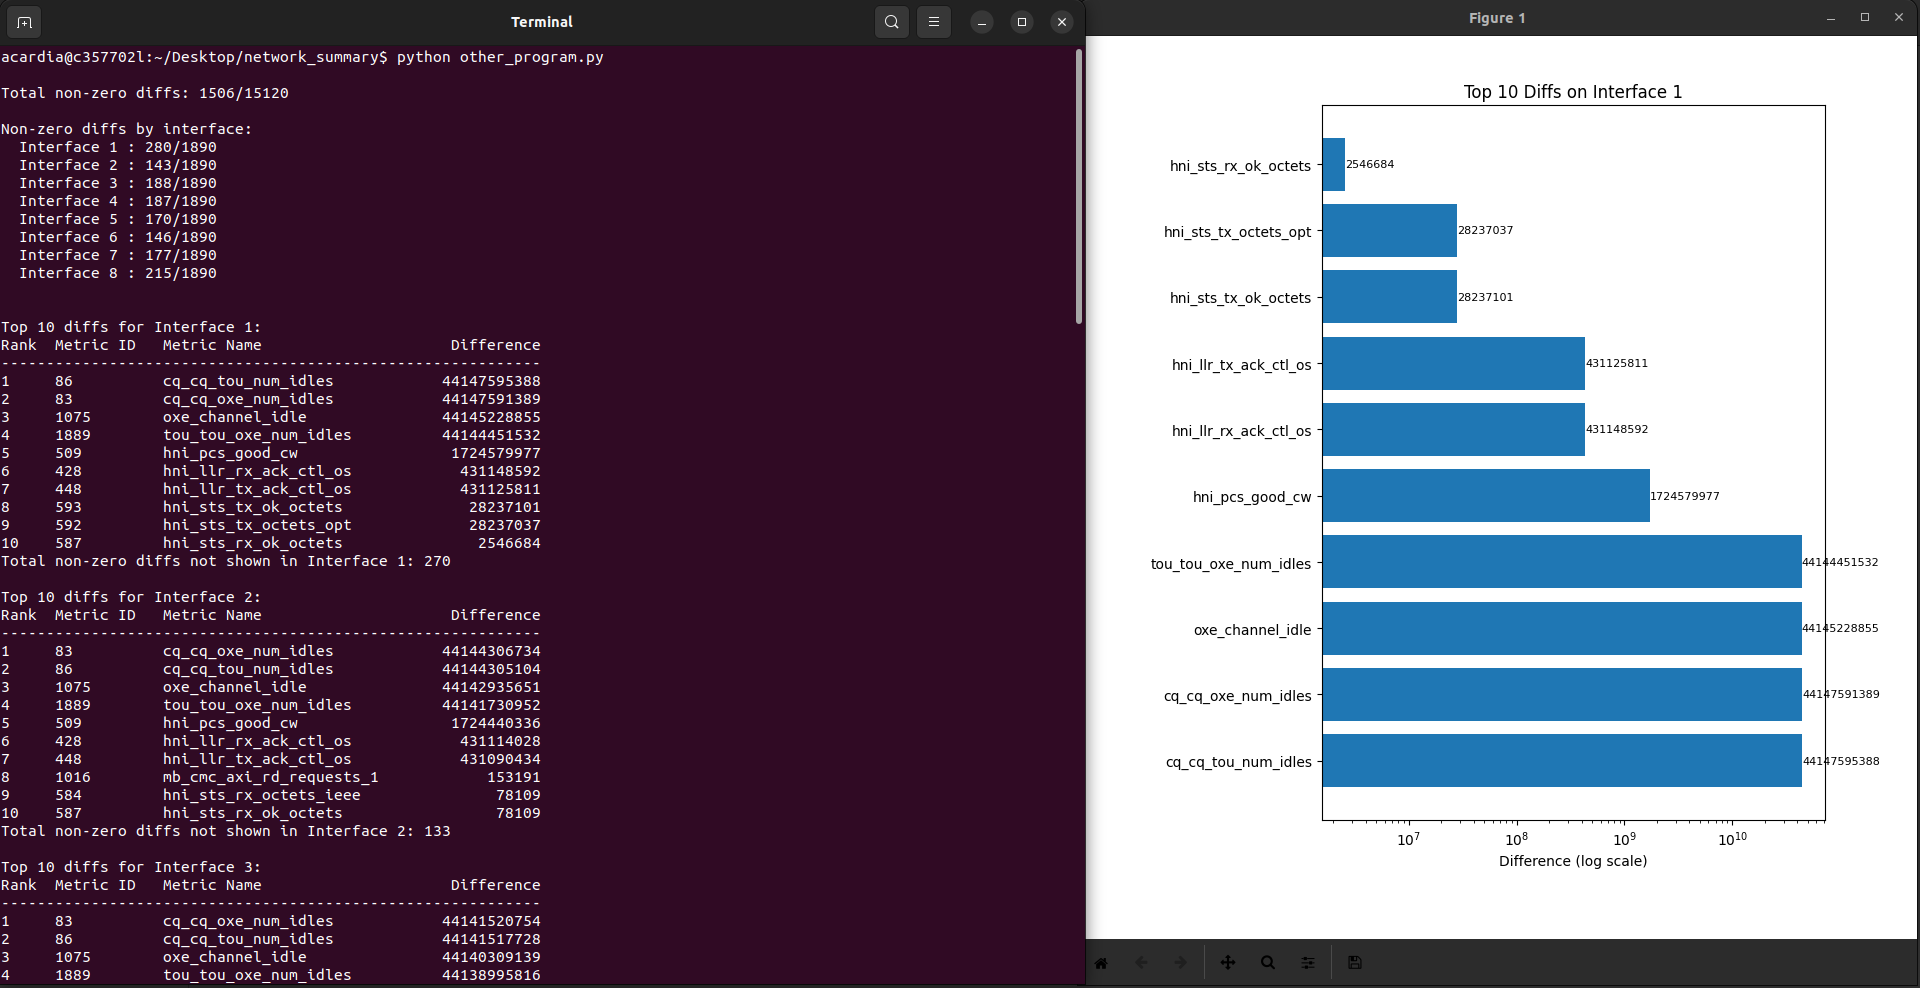 Terminal
acardia@c357702l:~/Desktop/network_summary$ python other_program.py
Total non-zero diffs: 1506/15120
Non-zero diffs by interface:
Interface 1 : 280/1890
Interface 2 : 143/1890
Interface 3 : 188/1890
Interface 4 : 187/1890
Interface 5 : 170/1890
Interface 6 : 146/1890
Interface 7 : 177/1890
Interface 8 : 215/1890
Top 10 diffs for Interface 1:
Rank Metric ID Metric Name Difference
------------------------------------------------------------
1 86 cq_cq_tou_num_idles 44147595388
2 83 cq_cq_oxe_num_idles 44147591389
3 1075 oxe_channel_idle 44145228855
4 1889 tou_tou_oxe_num_idles 44144451532
5 509 hni_pcs_good_cw 1724579977
6 428 hni_llr_rx_ack_ctl_os 431148592
7 448 hni_llr_tx_ack_ctl_os 431125811
8 593 hni_sts_tx_ok_octets 28237101
9 592 hni_sts_tx_octets_opt 28237037
10 587 hni_sts_rx_ok_octets 2546684
Total non-zero diffs not shown in Interface 1: 270
Top 10 diffs for Interface 2:
Rank Metric ID Metric Name Difference
------------------------------------------------------------
1 83 cq_cq_oxe_num_idles 44144306734
2 86 cq_cq_tou_num_idles 44144305104
3 1075 oxe_channel_idle 44142935651
4 1889 tou_tou_oxe_num_idles 44141730952
5 509 hni_pcs_good_cw 1724440336
6 428 hni_llr_rx_ack_ctl_os 431114028
7 448 hni_llr_tx_ack_ctl_os 431090434
8 1016 mb_cmc_axi_rd_requests_1 153191
9 584 hni_sts_rx_octets_ieee 78109
10 587 hni_sts_rx_ok_octets 78109
Total non-zero diffs not shown in Interface 2: 133
Top 10 diffs for Interface 3:
Rank Metric ID Metric Name Difference
------------------------------------------------------------
1 83 cq_cq_oxe_num_idles 44141520754
2 86 cq_cq_tou_num_idles 44141517728
3 1075 oxe_channel_idle 44140309139
4 1889 tou_tou_oxe_num_idles 44138995816
Figure 1
Top 10 Diffs on Interface 1
hni_sts_rx_ok_octets 2546684
hni_sts_tx_octets_opt 28237037
hni_sts_tx_ok_octets 28237101
hni_llr_tx_ack_ctl_os 431125811
hni_llr_rx_ack_ctl_os 431148592
hni_pcs_good_cw 1724579977
tou_tou_oxe_num_idles 44144451532
oxe_channel_idle 44145228855
cq_cq_oxe_num_idles 44147591389
cq_cq_tou_num_idles 44147595388
10⁷ 10⁸ 10⁹ 10¹⁰
Difference (log scale)